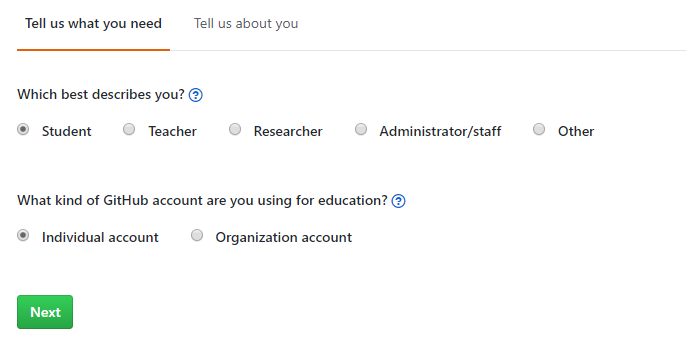 Tell us what you need Tell us about you
Which best describes you? ?
Student Teacher Researcher Administrator/staff Other
What kind of GitHub account are you using for education? ?
Individual account Organization account
Next